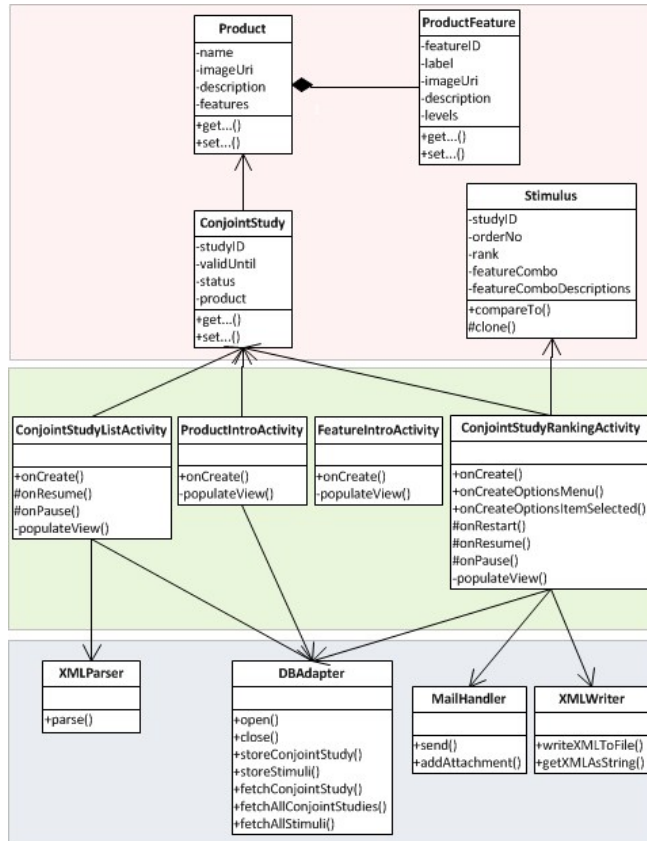 Product
-name
-imageUri
-description
-features
+get...()
+set...()
ProductFeature
-featureID
-label
-imageUri
-description
-levels
+get...()
+set...()
ConjointStudy
-studyID
-validUntil
-status
-product
+get...()
+set...()
Stimulus
-studyID
-orderNo
-rank
-featureCombo
-featureComboDescriptions
+compareTo()
#clone()
ConjointStudyListActivity
+onCreate()
#onResume()
#onPause()
-populateView()
ProductIntroActivity
+onCreate()
-populateView()
FeatureIntroActivity
+onCreate()
-populateView()
ConjointStudyRankingActivity
+onCreate()
+onCreateOptionsMenu()
+onCreateOptionsItemSelected()
#onRestart()
#onResume()
#onPause()
-populateView()
XMLParser
+parse()
DBAdapter
+open()
+close()
+storeConjointStudy()
+storeStimuli()
+fetchConjointStudy()
+fetchAllConjointStudies()
+fetchAllStimuli()
MailHandler
+send()
+addAttachment()
XMLWriter
+writeXMLToFile()
+getXMLAsString()